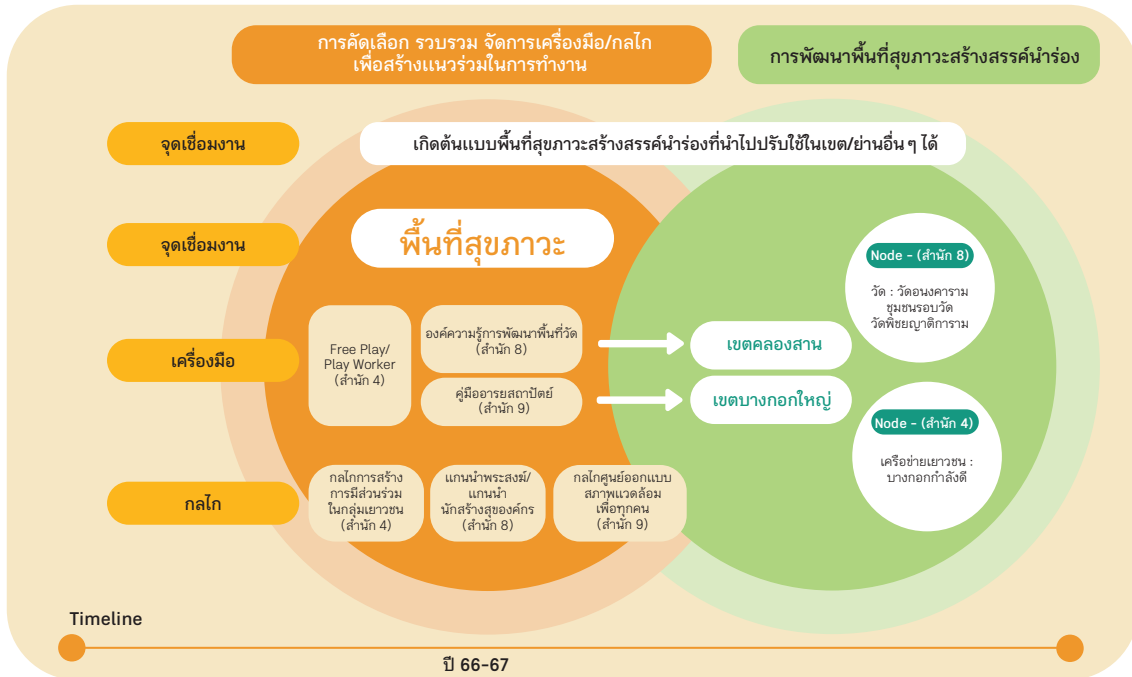 การคัดเลือก รวบรวม จัดการเครื่องมือ/กลไก
เพื่อสร้างแนวร่วมในการทำงาน
การพัฒนาพื้นที่สุขภาวะสร้างสรรค์นำร่อง
จุดเชื่อมงาน
เกิดต้นแบบพื้นที่สุขภาวะสร้างสรรค์นำร่องที่นำไปปรับใช้ในเขต/ย่านอื่น ๆ ได้
จุดเชื่อมงาน
พื้นที่สุขภาวะ
Node - (สำนัก 8)
วัด : วัดอนงคาราม
ชุมชนรอบวัด
วัดพิชยญาติการาม
เครื่องมือ
Free Play/
Play Worker
(สำนัก 4)
องค์ความรู้การพัฒนาพื้นที่วัด
(สำนัก 8)
คู่มืออารยสถาปัตย์
(สำนัก 9)
เขตคลองสาน
เขตบางกอกใหญ่
Node - (สำนัก 4)
เครือข่ายเยาวชน :
บางกอกกำลังดี
กลไก
กลไกการสร้าง
การมีส่วนร่วม
ในกลุ่มเยาวชน
(สำนัก 4)
แกนนำพระสงฆ์/
แกนนำ
นักสร้างสุของค์กร
(สำนัก 8)
กลไกศูนย์ออกแบบ
สภาพแวดล้อม
เพื่อทุกคน
(สำนัก 9)
Timeline
ปี 66-67